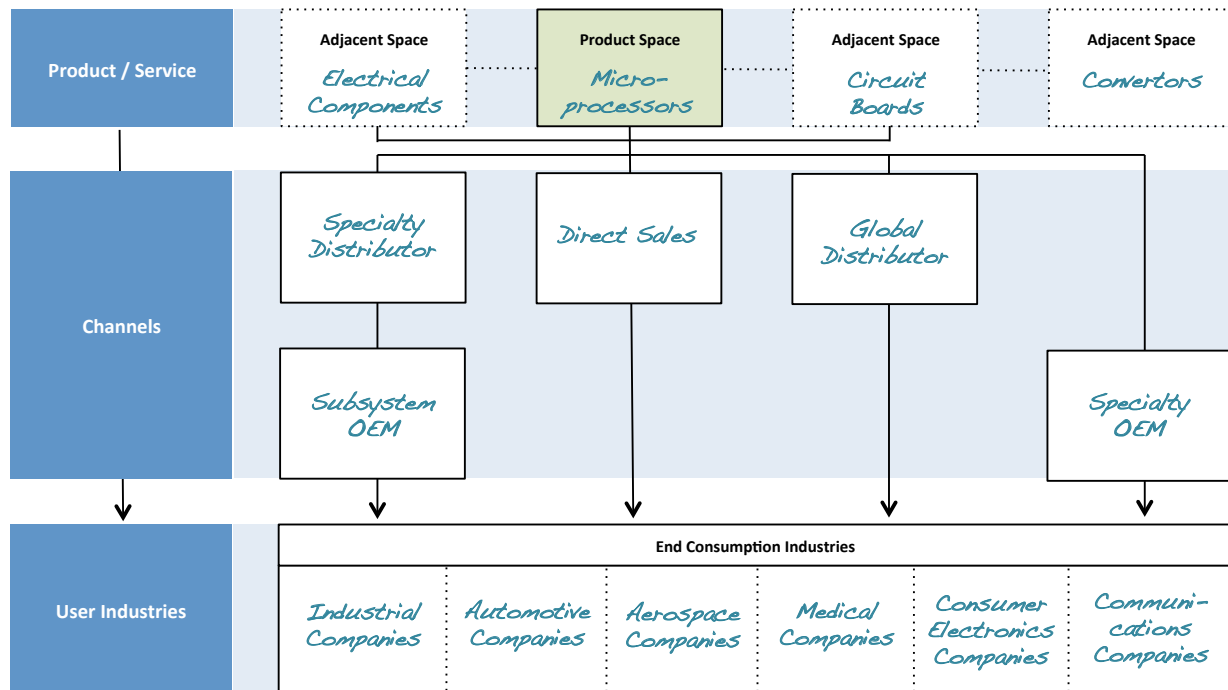 Product / Service
Adjacent Space
Electrical
Components
Product Space
Micro-
processors
Adjacent Space
Circuit
Boards
Adjacent Space
Convertors
Channels
Specialty
Distributor
Direct Sales
Global
Distributor
Subsystem
OEM
Specialty
OEM
User Industries
End Consumption Industries
Industrial
Companies
Automotive
Companies
Aerospace
Companies
Medical
Companies
Consumer
Electronics
Companies
Communi-
cations
Companies